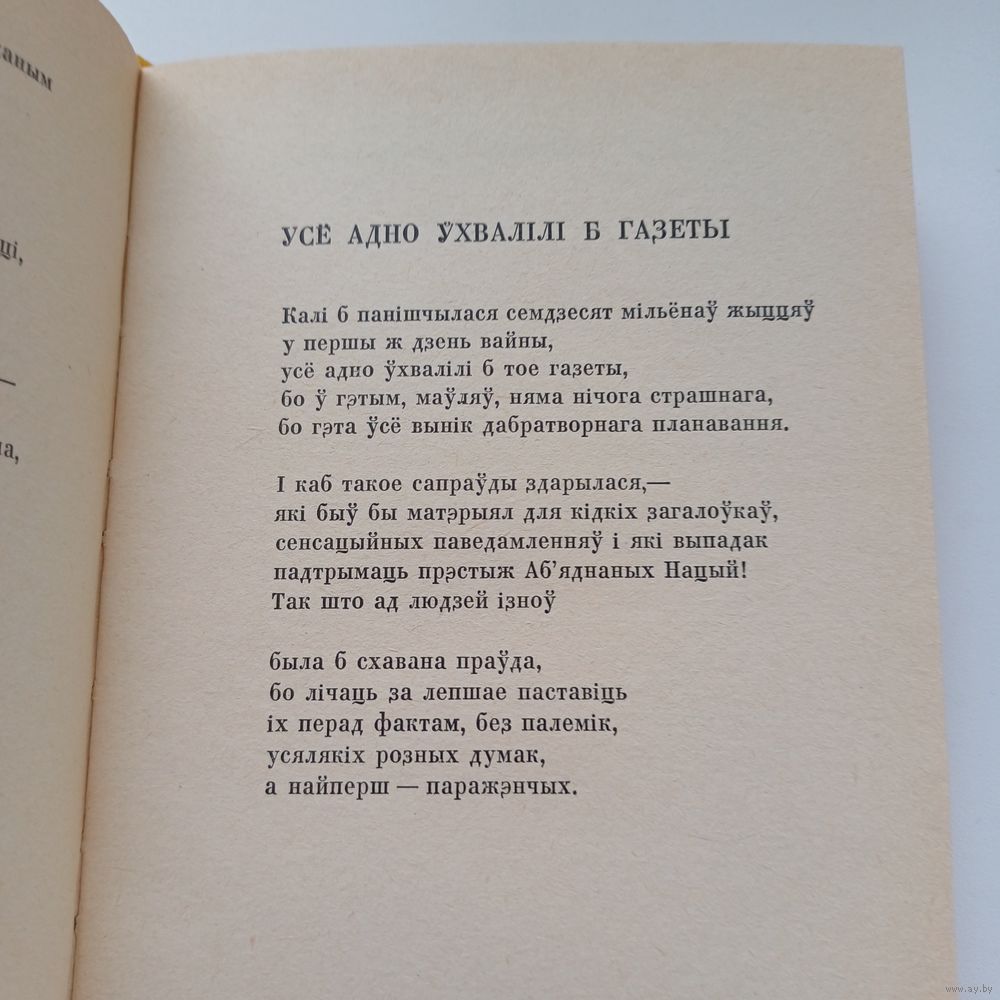 УСЁ АДНО ЎХВАЛІЛІ Б ГАЗЕТЫ
Калі б панішчылася семдзесят мільёнаў жыццяў
у першы ж дзень вайны,
усё адно ўхвалілі б тое газеты,
бо ў гэтым, маўляў, няма нічога страшнага,
бо гэта ўсё вынік дабратворнага планавання.
І каб такое сапраўды здарылася,—
які быў бы матэрыял для кідкіх загалоўкаў,
сенсацыйных паведамленняў і які выпадак
падтрымаць прэстыж Аб’яднаных Нацый!
Так што ад людзей ізноў
была б схавана праўда,
бо лічаць за лепшае паставіць
іх перад фактам, без палемік,
усялякіх розных думак,
а найперш — паражэнчых.
www.ay.by